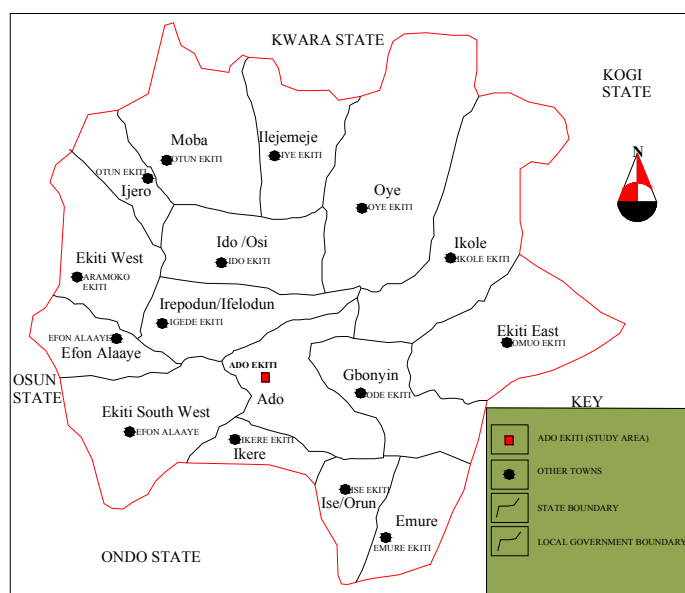 KWARA STATE
KOGI
STATE
N
Moba
OTUN EKITI
Ilejemeje
IYE EKITI
OTUN EKITI
Ijero
Oye
OYE EKITI
Ido /Osi
IDO EKITI
Ikole
IKOLE EKITI
Ekiti West
ARAMOKO
EKITI
Irepodun/Ifelodun
IGEDE EKITI
EFON ALAAYE
Efon Alaaye
Ekiti East
OMUO EKITI
ADO EKITI
Ado
Gbonyin
ODE EKITI
OSUN
STATE
Ekiti South West
EFON ALAAYE
IKERE EKITI
Ikere
ISE EKITI
Ise/Orun
Emure
EMURE EKITI
ONDO STATE
KEY
ADO EKITI (STUDY AREA)
OTHER TOWNS
STATE BOUNDARY
LOCAL GOVERNMENT BOUNDARY